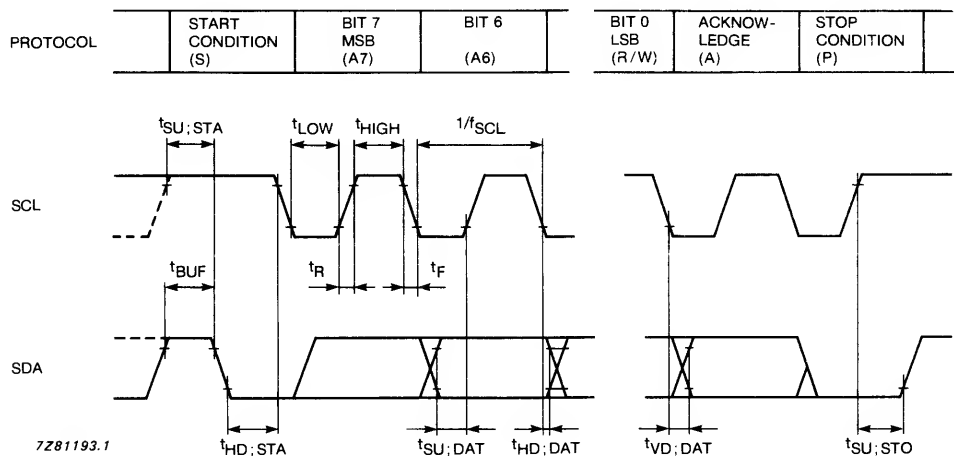 PROTOCOL
START
CONDITION
(S)
BIT 7
MSB
(A7)
BIT 6
(A6)
BIT 0
LSB
(R/W)
ACKNOW-
LEDGE
(A)
STOP
CONDITION
(P)
tSU;STA
tLOW
tHIGH
1/fSCL
SCL
tBUF
tR
tF
SDA
7Z81193.1
tHD;STA
tSU;DAT
tHD;DAT
tVD;DAT
tSU;STO